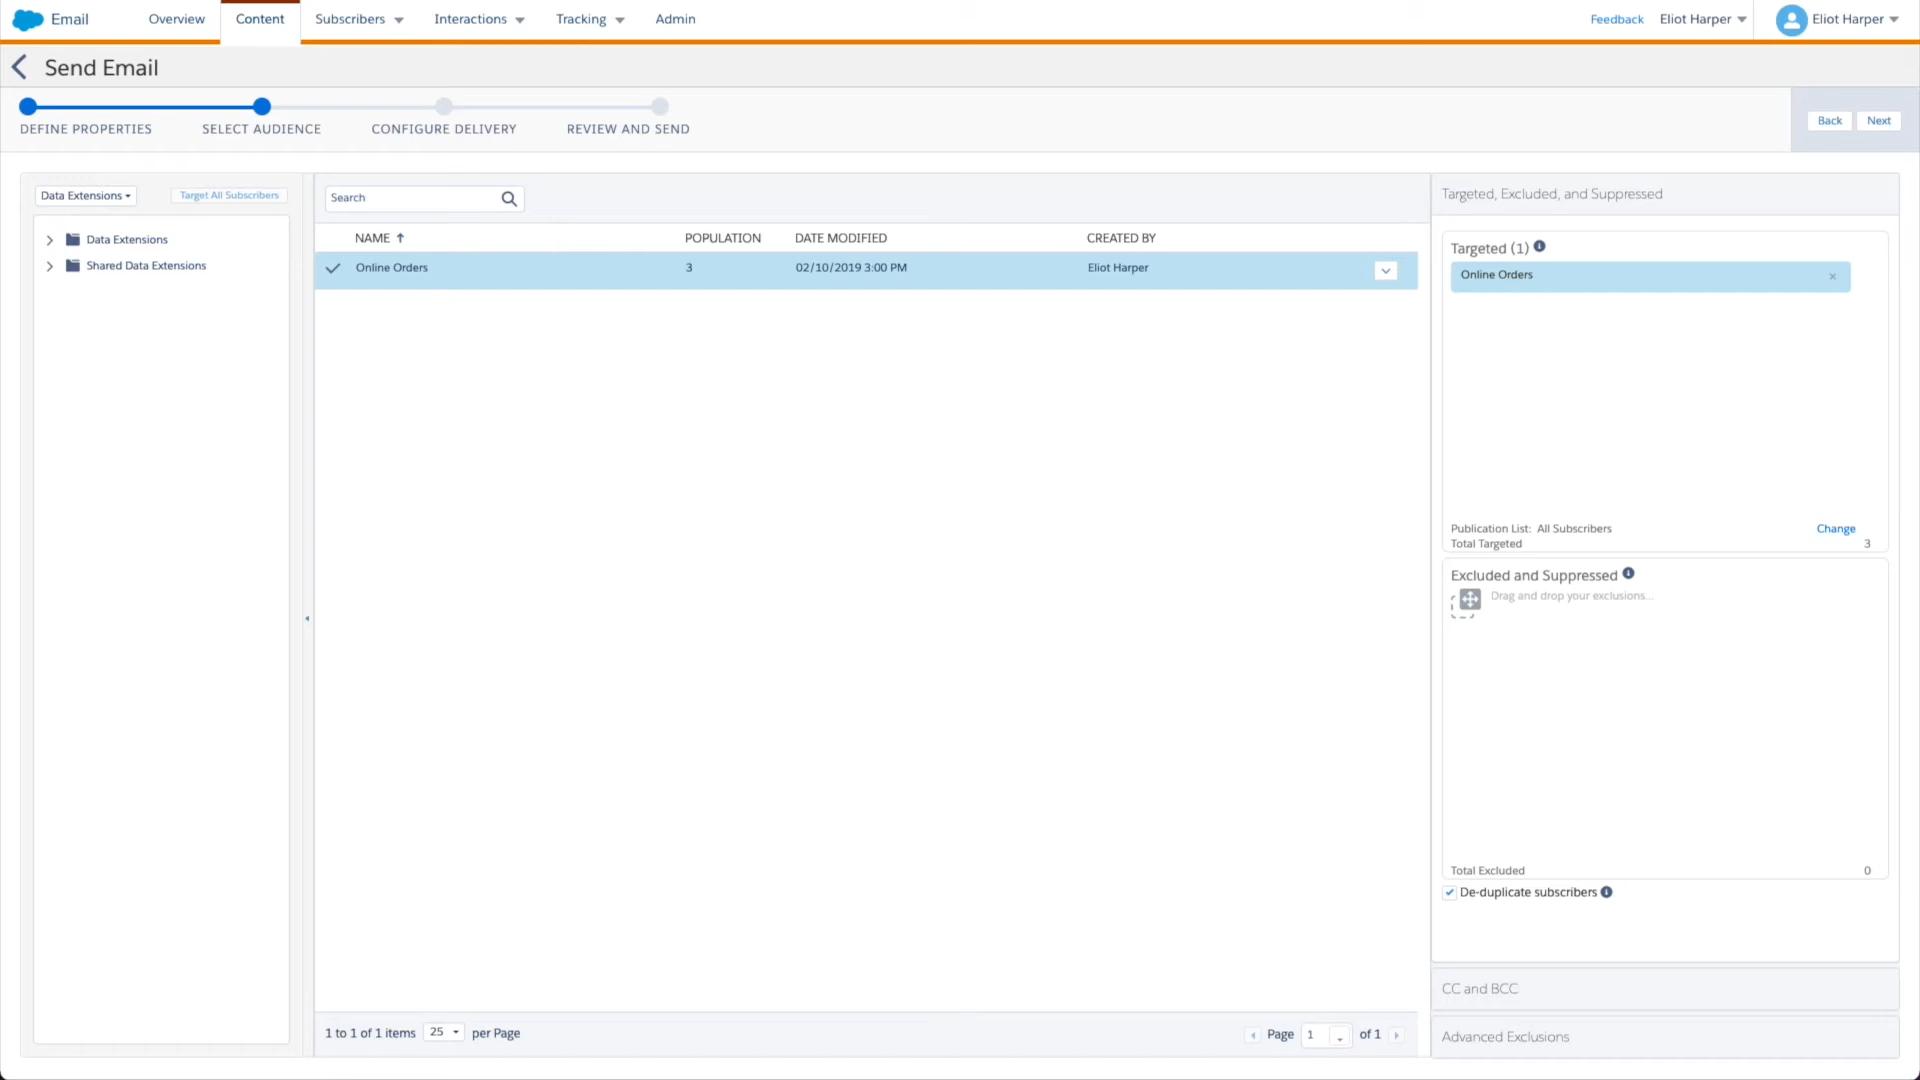 Email
Overview
Content
Subscribers
Interactions
Tracking
Admin
Feedback
Eliot Harper
Eliot Harper
Send Email
DEFINE PROPERTIES
SELECT AUDIENCE
CONFIGURE DELIVERY
REVIEW AND SEND
Back
Next
Data Extensions
Target All Subscribers
Data Extensions
Shared Data Extensions
Search
NAME
POPULATION
DATE MODIFIED
CREATED BY
Online Orders
3
02/10/2019 3:00 PM
Eliot Harper
1 to 1 of 1 items
25
per Page
Page
1
of 1
Targeted, Excluded, and Suppressed
Targeted (1)
Online Orders
Publication List: All Subscribers
Change
Total Targeted
3
Excluded and Suppressed
Drag and drop your exclusions...
Total Excluded
0
De-duplicate subscribers
CC and BCC
Advanced Exclusions